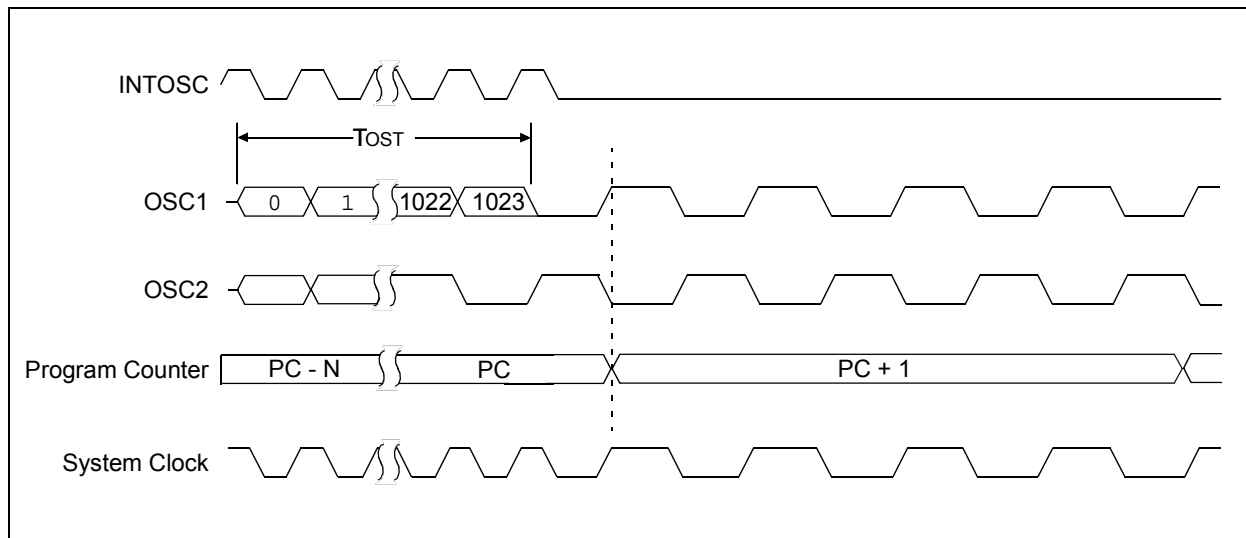 INTOSC
TOST
OSC1 0 1 1022 1023
OSC2
Program Counter PC - N PC PC + 1
System Clock